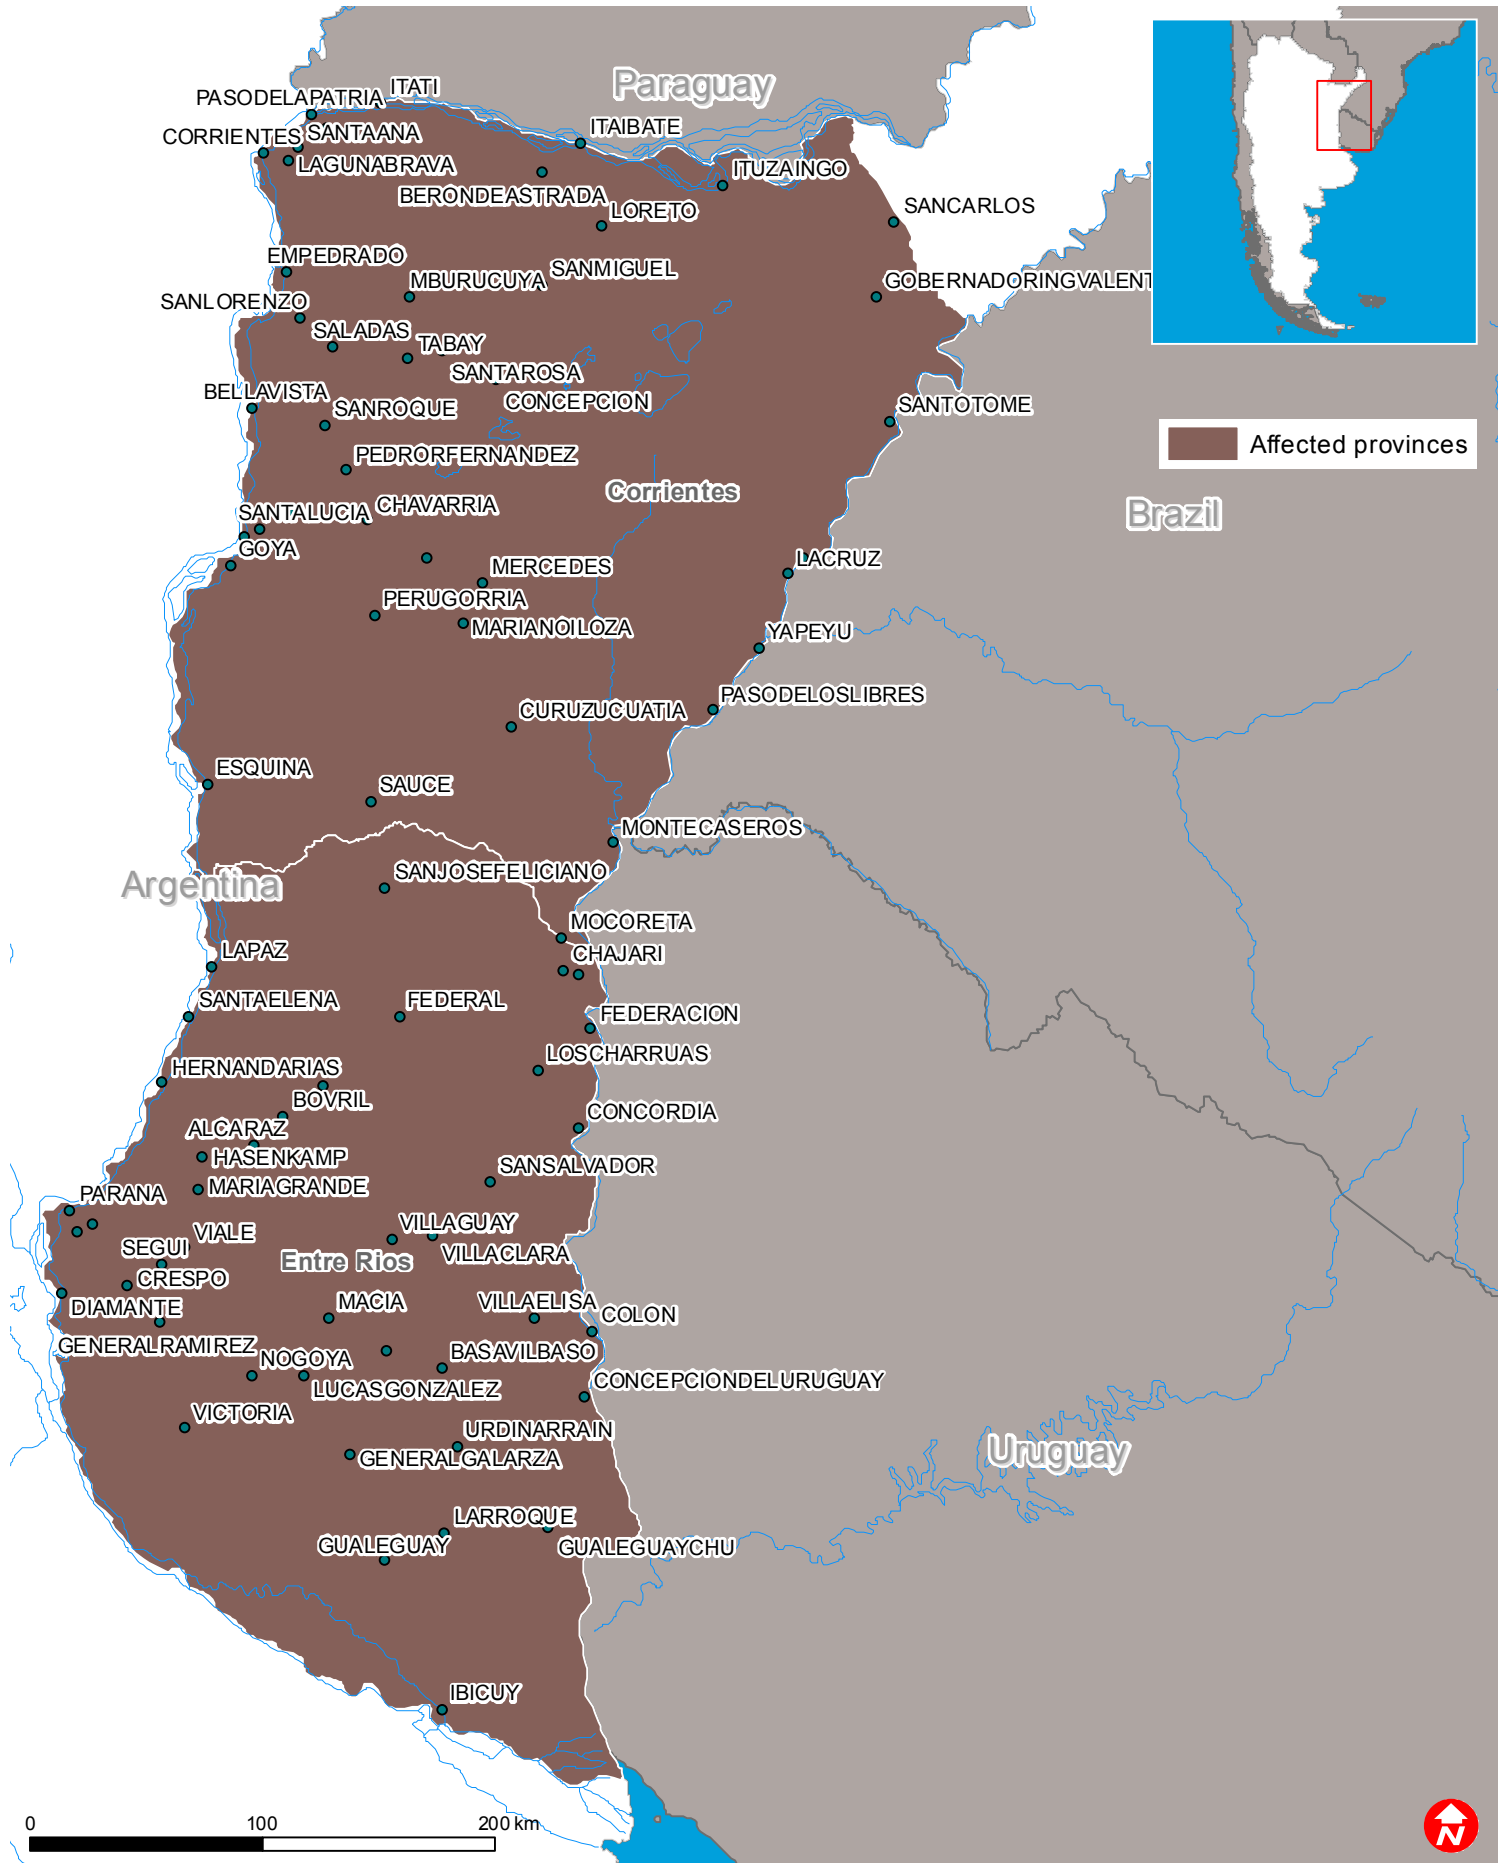 Paraguay
ITATI
PASODELAPATRIA
CORRIENTES
SANTAANA
ITAIBATE
LAGUNABRAVA
ITUZAINGO
BERONDEASTRADA
LORETO
SANCARLOS
EMPEDRADO
SANMIGUEL
MBURUCUYA
GOBERNADORINGVALENT
SANLORENZO
SALADAS
TABAY
SANTAROSA
BELLAVISTA
CONCEPCION
SANROQUE
SANTOTOME
Affected provinces
PEDRORFERNANDEZ
Corrientes
CHAVARRIA
SANTALUCIA
Brazil
GOYA
LACRUZ
MERCEDES
PERUGORRIA
MARIANOILOZA
YAPEYU
PASODELOSLIBRES
CURUZUCUATIA
ESQUINA
SAUCE
MONTECASEROS
SANJOSEFELICIANO
Argentina
MOCORETA
LAPAZ
CHAJARI
SANTAELENA
FEDERAL
FEDERACION
LOSCHARRUAS
HERNANDARIAS
BOVRIL
CONCORDIA
ALCARAZ
HASENKAMP
SANSALVADOR
MARIAGRANDE
PARANA
VILLAGUAY
VIALE
SEGUI
VILLACLARA
Entre Rios
CRESPO
DIAMANTE
MACIA
VILLAELISA
COLON
GENERALRAMIREZ
NOGOYA
BASAVILBASO
LUCASGONZALEZ
CONCEPCIONDELURUGUAY
VICTORIA
URDINARRAIN
GENERALGALARZA
Uruguay
LARROQUE
GUALEGUAY
GUALEGUAYCHU
IBICUY
0 100 200 km
N